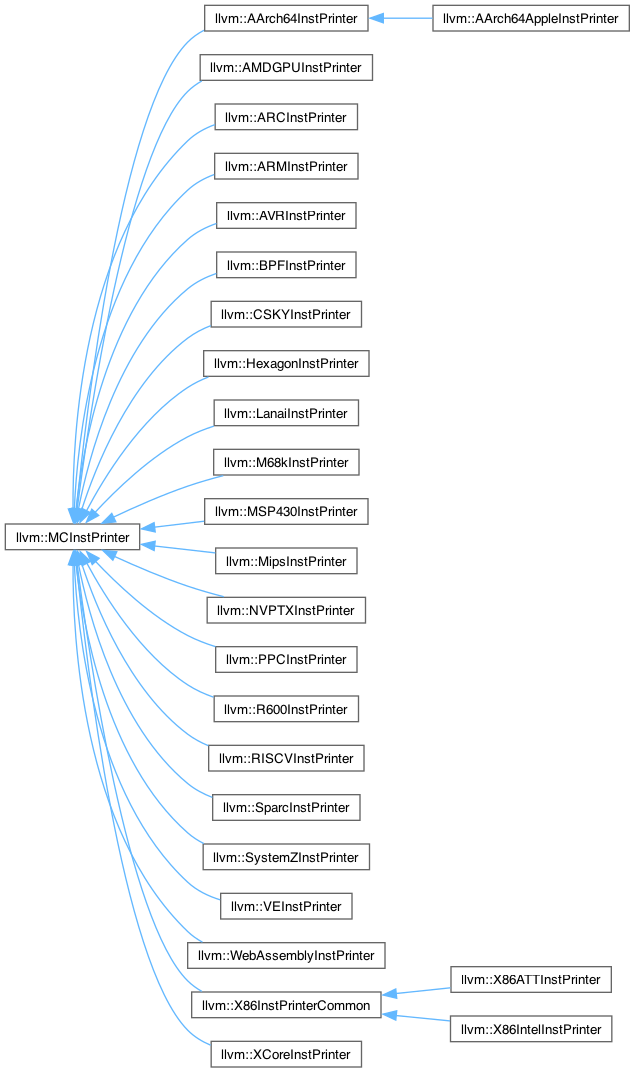 llvm::AArch64InstPrinter
llvm::AArch64AppleInstPrinter
llvm::AMDGPUInstPrinter
llvm::ARCInstPrinter
llvm::ARMInstPrinter
llvm::AVRInstPrinter
llvm::BPFInstPrinter
llvm::CSKYInstPrinter
llvm::HexagonInstPrinter
llvm::LanaiInstPrinter
llvm::M68kInstPrinter
llvm::MSP430InstPrinter
llvm::MCInstPrinter
llvm::MipsInstPrinter
llvm::NVPTXInstPrinter
llvm::PPCInstPrinter
llvm::R600InstPrinter
llvm::RISCVInstPrinter
llvm::SparcInstPrinter
llvm::SystemZInstPrinter
llvm::VEInstPrinter
llvm::WebAssemblyInstPrinter
llvm::X86ATTInstPrinter
llvm::X86InstPrinterCommon
llvm::X86IntelInstPrinter
llvm::XCoreInstPrinter